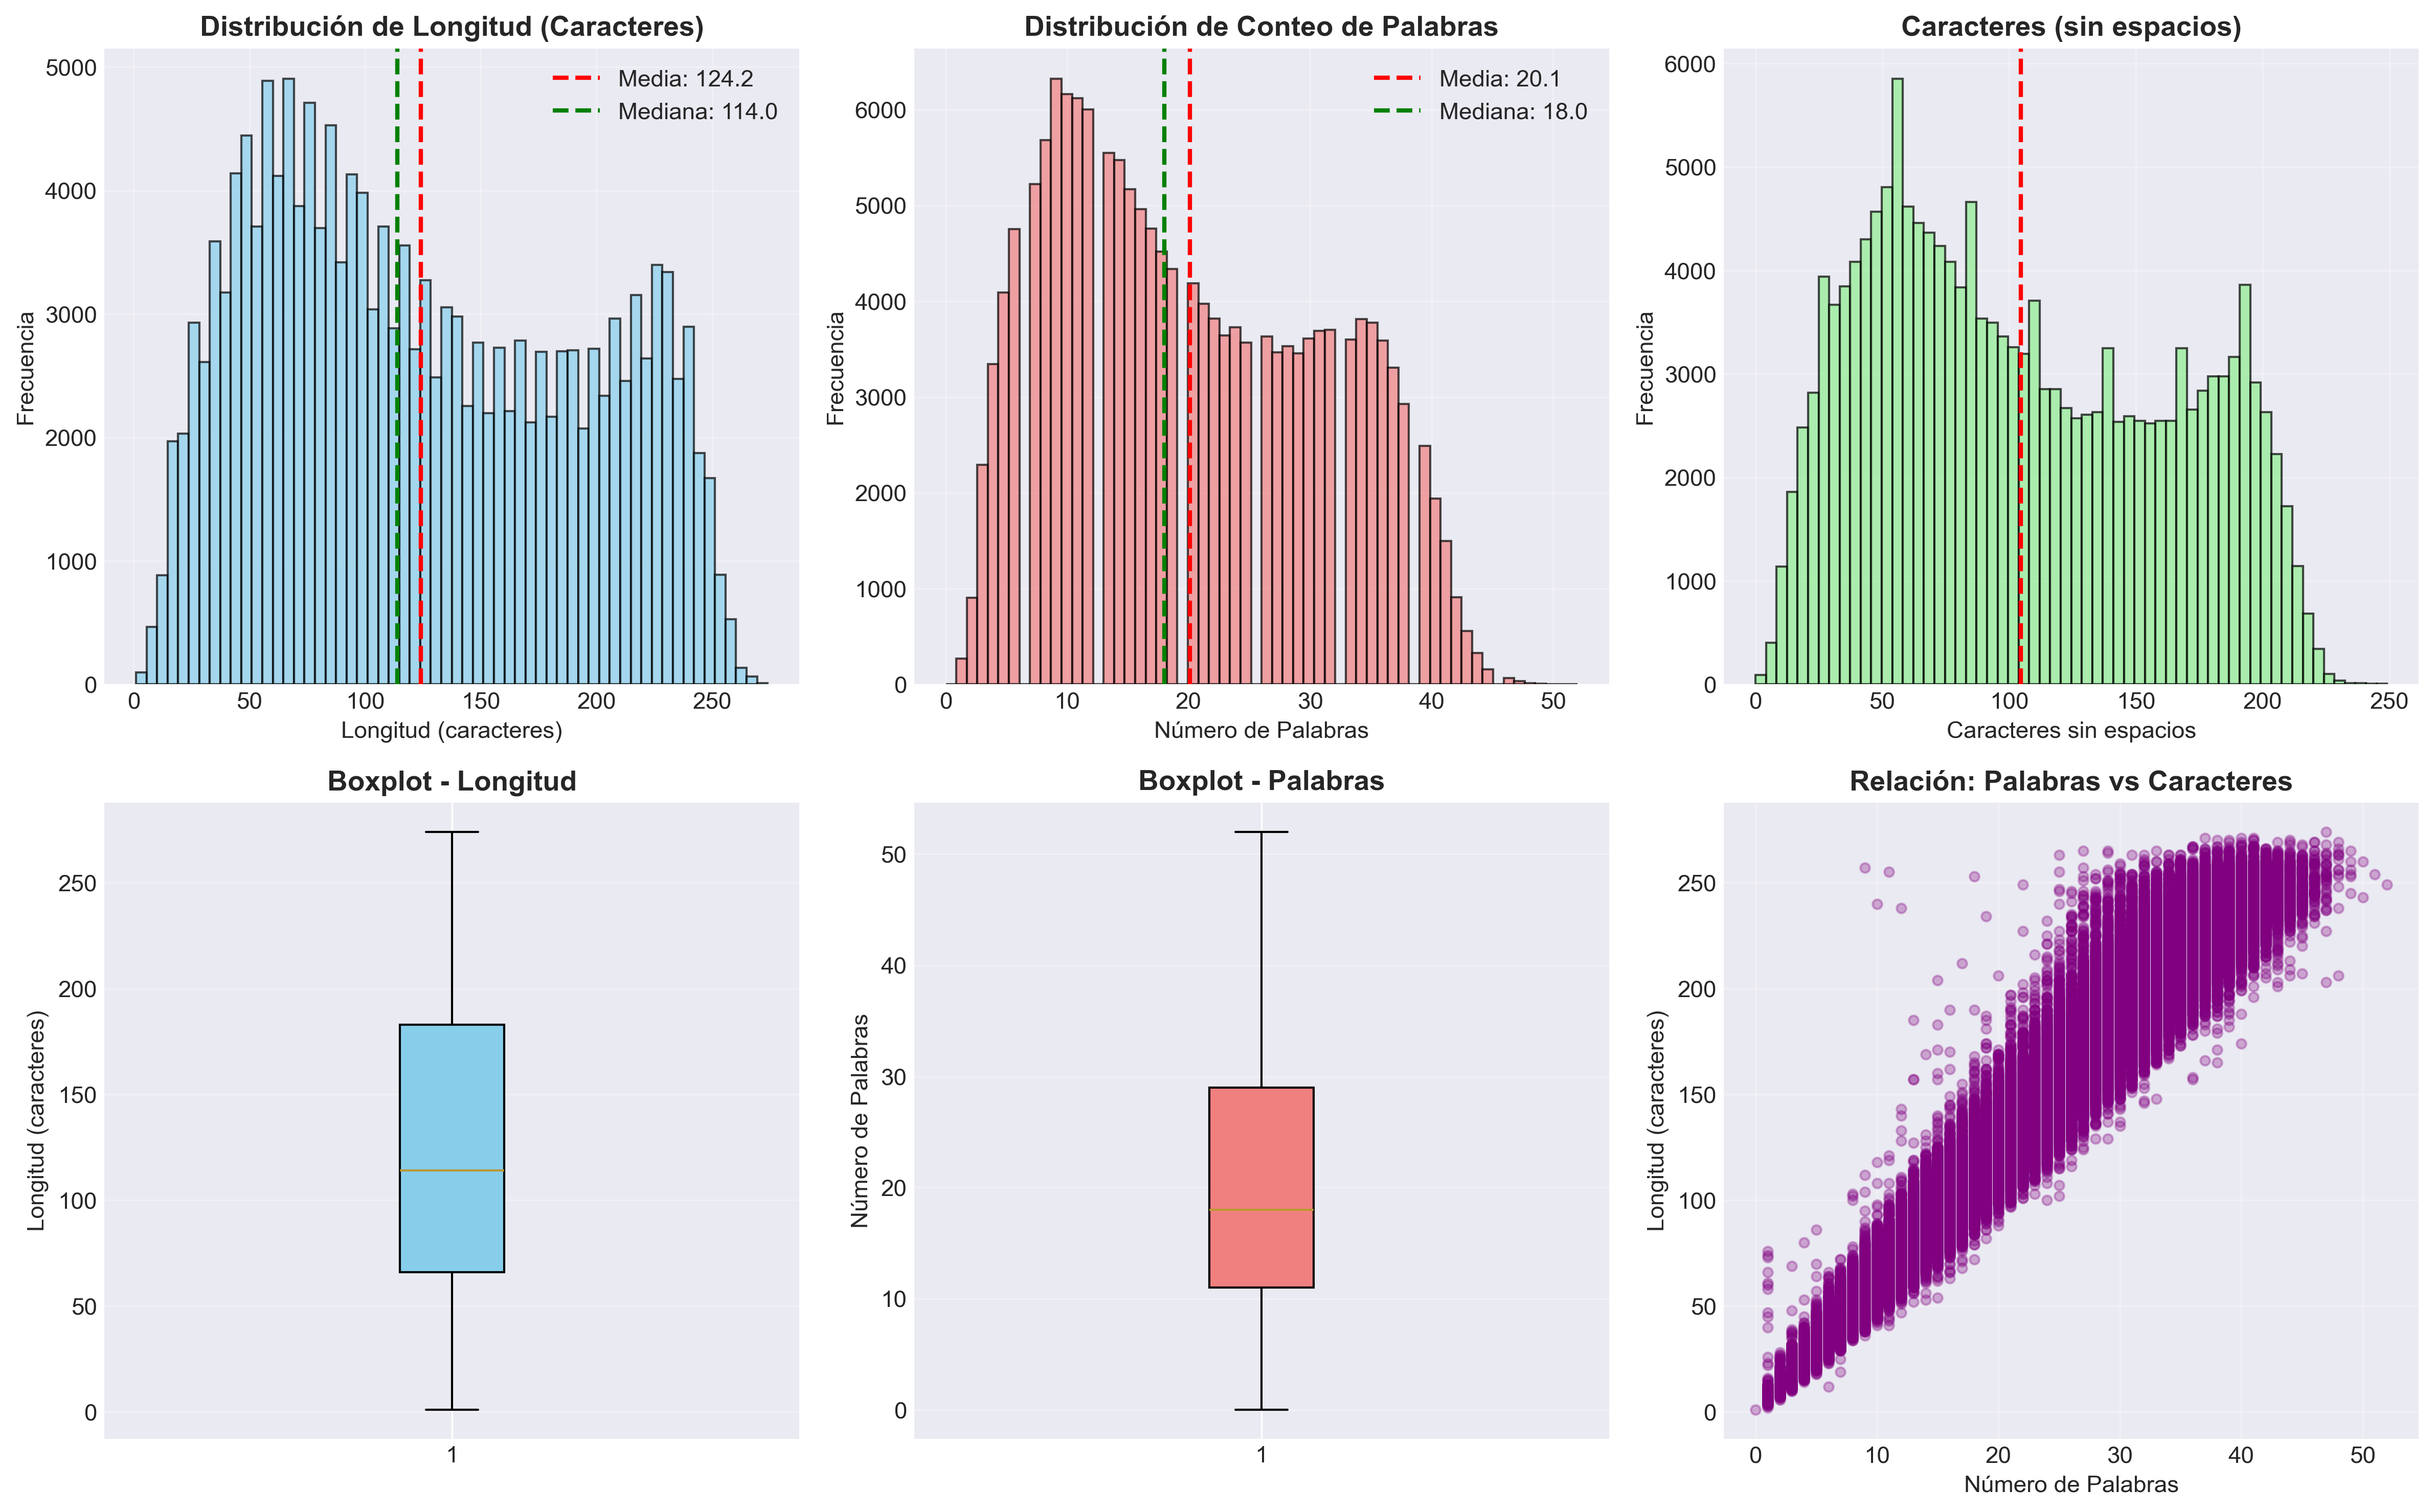 Distribución de Longitud (Caracteres)
5000
4000
3000
2000
1000
0
Frecuencia
Media: 124.2
Mediana: 114.0
0 50 100 150 200 250
Longitud (caracteres)
Distribución de Conteo de Palabras
6000
5000
4000
3000
2000
1000
0
Frecuencia
Media: 20.1
Mediana: 18.0
0 10 20 30 40 50
Número de Palabras
Caracteres (sin espacios)
6000
5000
4000
3000
2000
1000
0
Frecuencia
0 50 100 150 200 250
Caracteres sin espacios
Boxplot - Longitud
250
200
150
100
50
0
Longitud (caracteres)
1
Boxplot - Palabras
50
40
30
20
10
0
Número de Palabras
1
Relación: Palabras vs Caracteres
250
200
150
100
50
0
Longitud (caracteres)
0 10 20 30 40 50
Número de Palabras